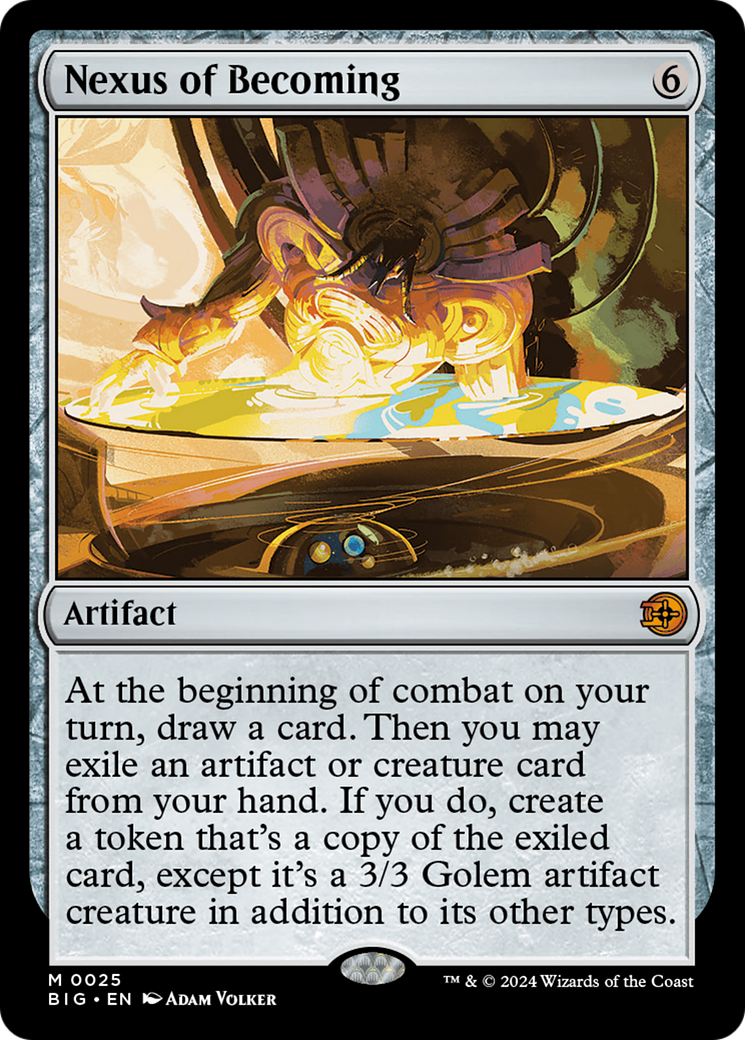 Nexus of Becoming
6
Artifact
At the beginning of combat on your
turn, draw a card. Then you may
exile an artifact or creature card
from your hand. If you do, create
a token that's a copy of the exiled
card, except it's a 3/3 Golem artifact
creature in addition to its other types.
M 0025
BIG • EN Adam Volker
™ & © 2024 Wizards of the Coast